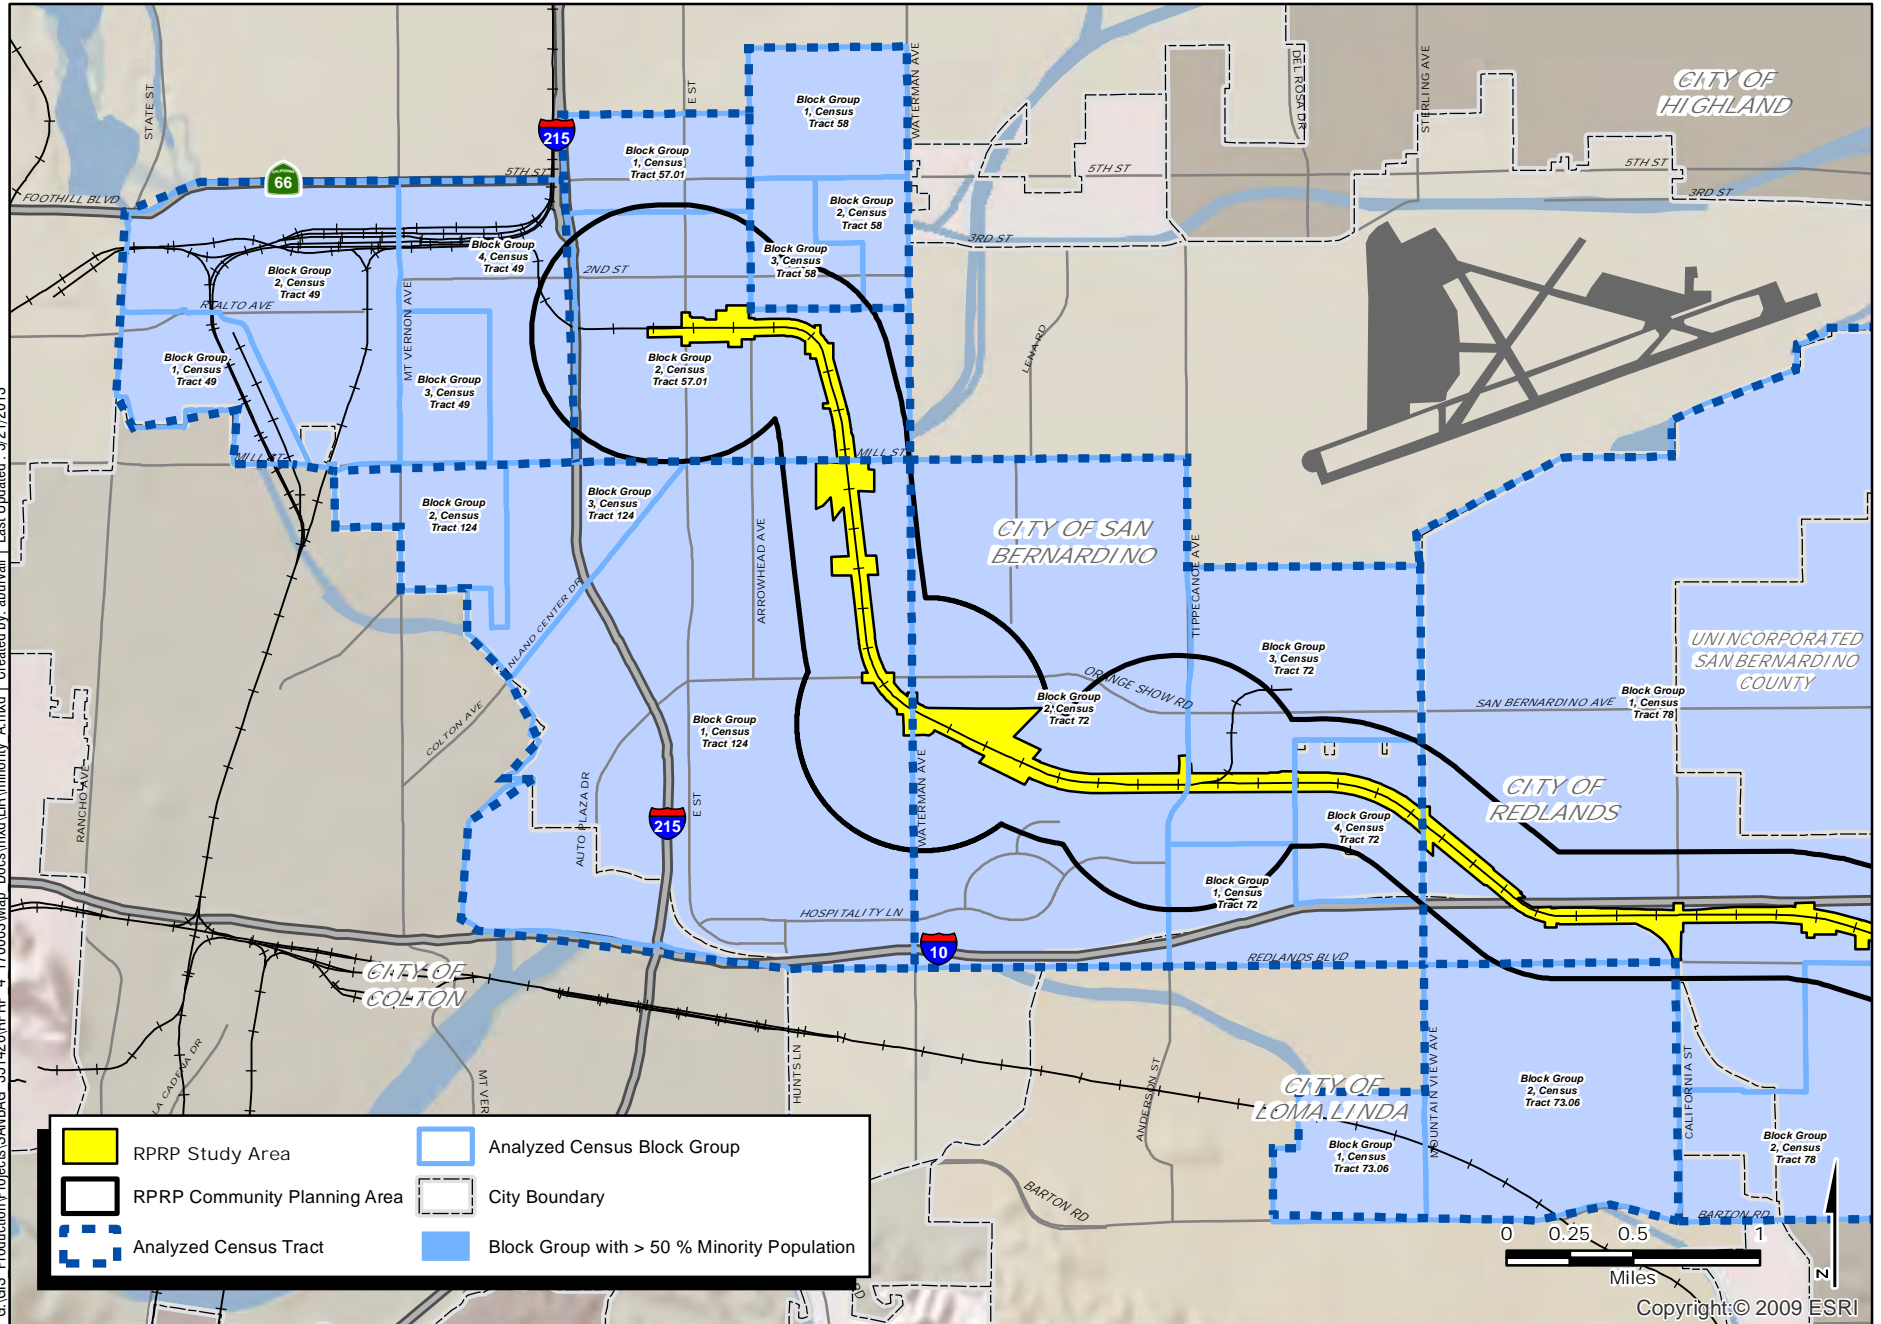 CITY OF
HIGHLAND
WATERMAN AVE
E ST
STATE ST
DEL ROSA DR
STERLING AVE
Block Group
1, Census
Tract 58
215
Block Group
1, Census
Tract 57.01
66
5TH ST
5TH ST
5TH ST
FOOTHILL BLVD
3RD ST
Block Group
2, Census
Tract 58
3RD ST
Block Group
4, Census
Tract 49
Block Group
3, Census
Tract 58
2ND ST
Block Group
2, Census
Tract 49
RIALTO AVE
MT VERNON AVE
LENA RD
Block Group
1, Census
Tract 49
Block Group
2, Census
Tract 57.01
Block Group
3, Census
Tract 49
MILL ST
MILL ST
Block Group
2, Census
Tract 124
Block Group
3, Census
Tract 124
CITY OF SAN
BERNARDINO
ARROWHEAD AVE
TIPPECANOE AVE
NLAND CENTER DR
Block Group
3, Census
Tract 72
UNINCORPORATED
SAN BERNARDINO
COUNTY
ORANGE SHOW RD
Block Group
2, Census
Tract 72
SAN BERNARDINO AVE
Block Group
1, Census
Tract 78
COLTON AVE
Block Group
1, Census
Tract 124
RANCHO AVE
AUTO PLAZA DR
E ST
WATERMAN AVE
CITY OF
REDLANDS
215
Block Group
4, Census
Tract 72
Block Group
1, Census
Tract 72
HOSPITALITY LN
10
REDLANDS BLVD
CITY OF
COLTON
LA CADENA DR
MT VER
HUNTS LN
ANDERSON ST
CITY OF
LOMA LINDA
MOUNTAIN VIEW AVE
Block Group
2, Census
Tract 73.06
CALIFORNIA ST
Block Group
1, Census
Tract 73.06
Block Group
2, Census
Tract 78
BARTON RD
BARTON RD
RPRP Study Area
RPRP Community Planning Area
Analyzed Census Tract
Analyzed Census Block Group
City Boundary
Block Group with > 50 % Minority Population
RD
0 0.25 0.5 1
Miles
N
Copyright:© 2009 ESRI